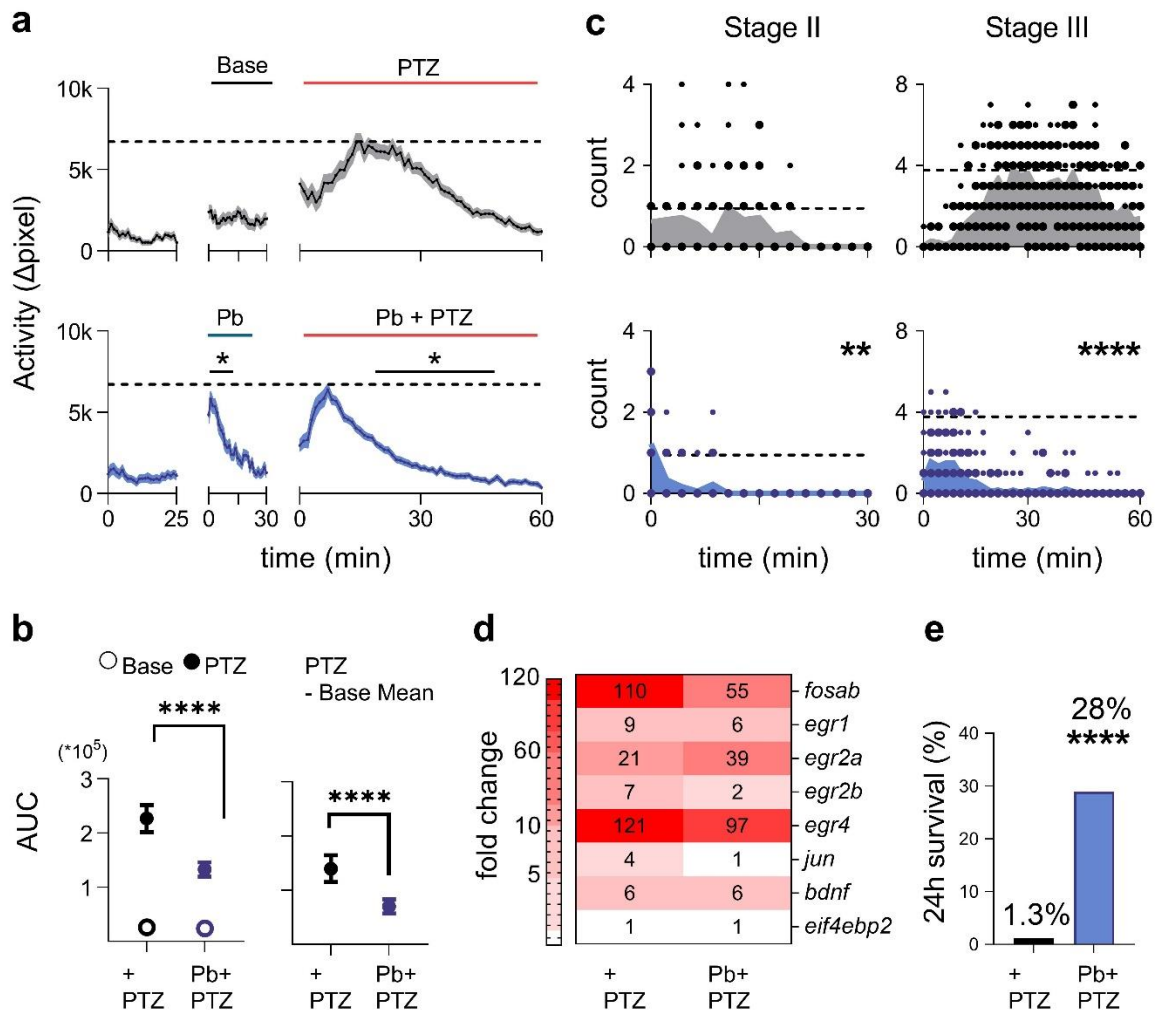 a
Base
PTZ
10k
5k
0
Pb
Pb + PTZ
*
*
10k
5k
0
0
25
0
30
0
30
60
Activity (Δpixel)
time (min)
c
Stage II
Stage III
4
2
0
count
8
4
0
4
2
0
count
**
0
30
8
4
0
****
0
30
60
time (min)
b
Base
PTZ
PTZ
- Base Mean
****
(*10⁵)
3
2
1
AUC
****
+
PTZ
Pb+
PTZ
+
PTZ
Pb+
PTZ
d
fold change
120
60
10
5
110 55 fosab
9 6 egr1
21 39 egr2a
7 2 egr2b
121 97 egr4
4 1 jun
6 6 bdnf
1 1 eif4ebp2
+
PTZ
Pb+
PTZ
e
24h survival (%)
40
30
20
10
0
28%
****
1.3%
+
PTZ
Pb+
PTZ